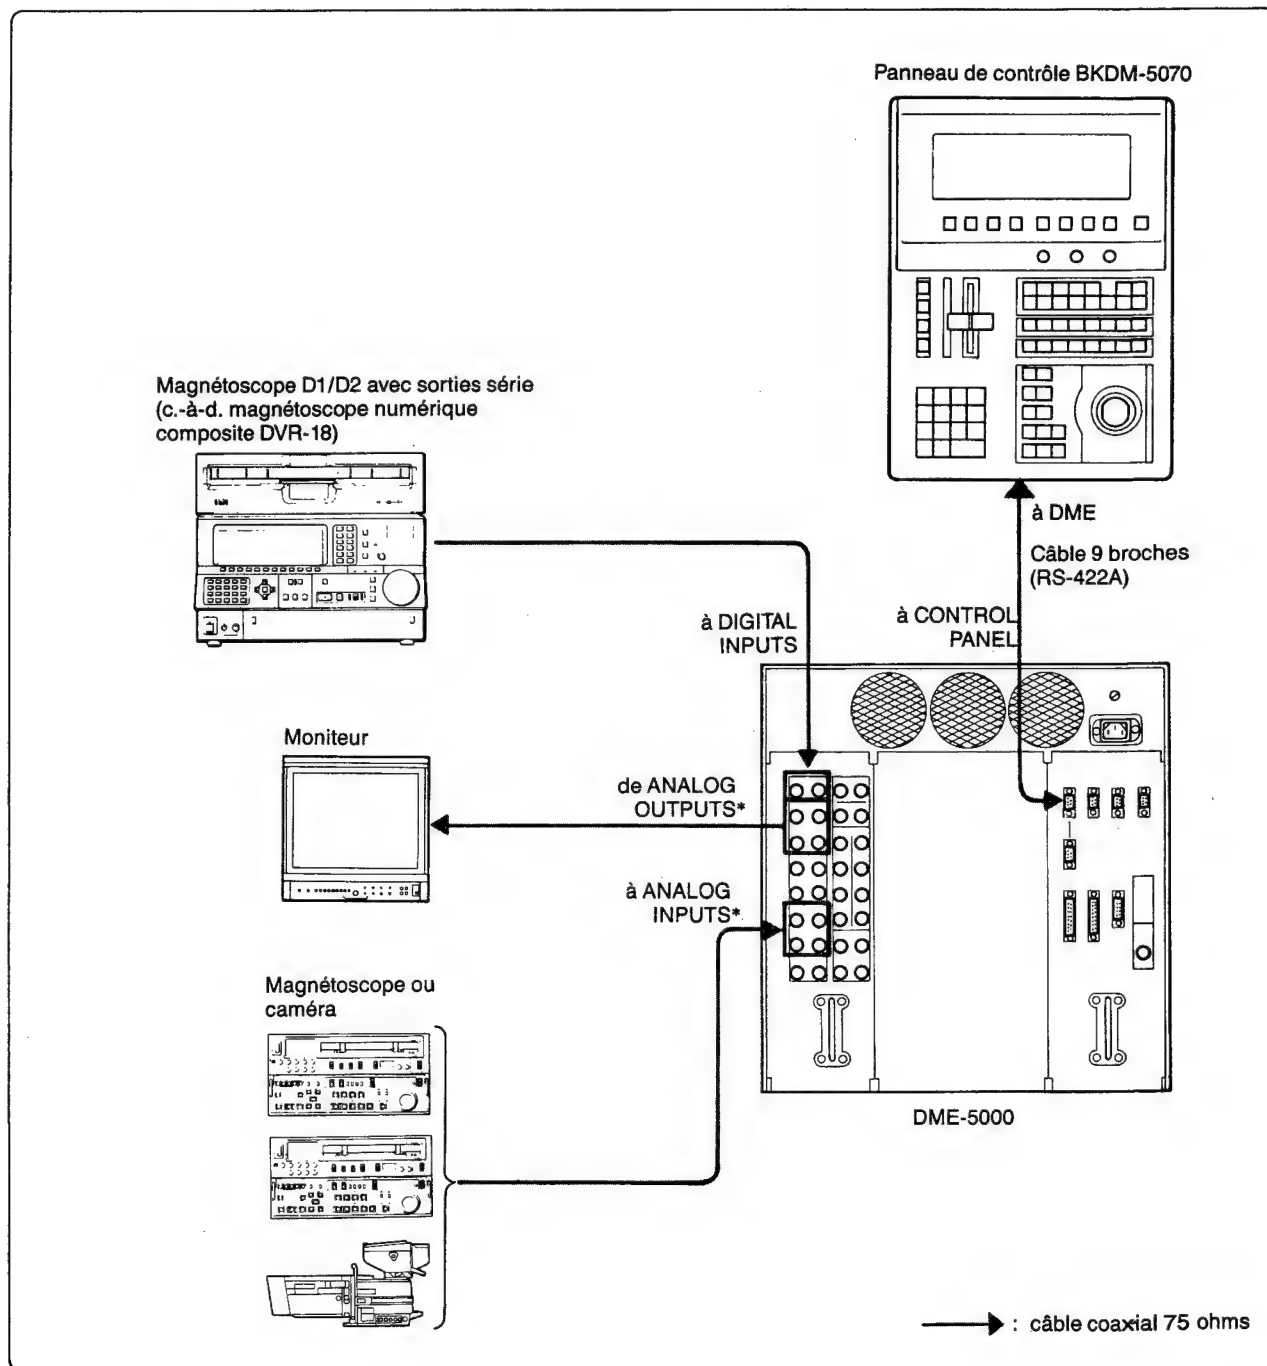 Panneau de contrôle BKDM-5070
Magnétoscope D1/D2 avec sorties série
(c.-à-d. magnétoscope numérique
composite DVR-18)
à DME
Câble 9 broches
(RS-422A)
à DIGITAL
INPUTS
à CONTROL
PANEL
Moniteur
de ANALOG
OUTPUTS*
à ANALOG
INPUTS*
Magnétoscope ou
caméra
DME-5000
: câble coaxial 75 ohms